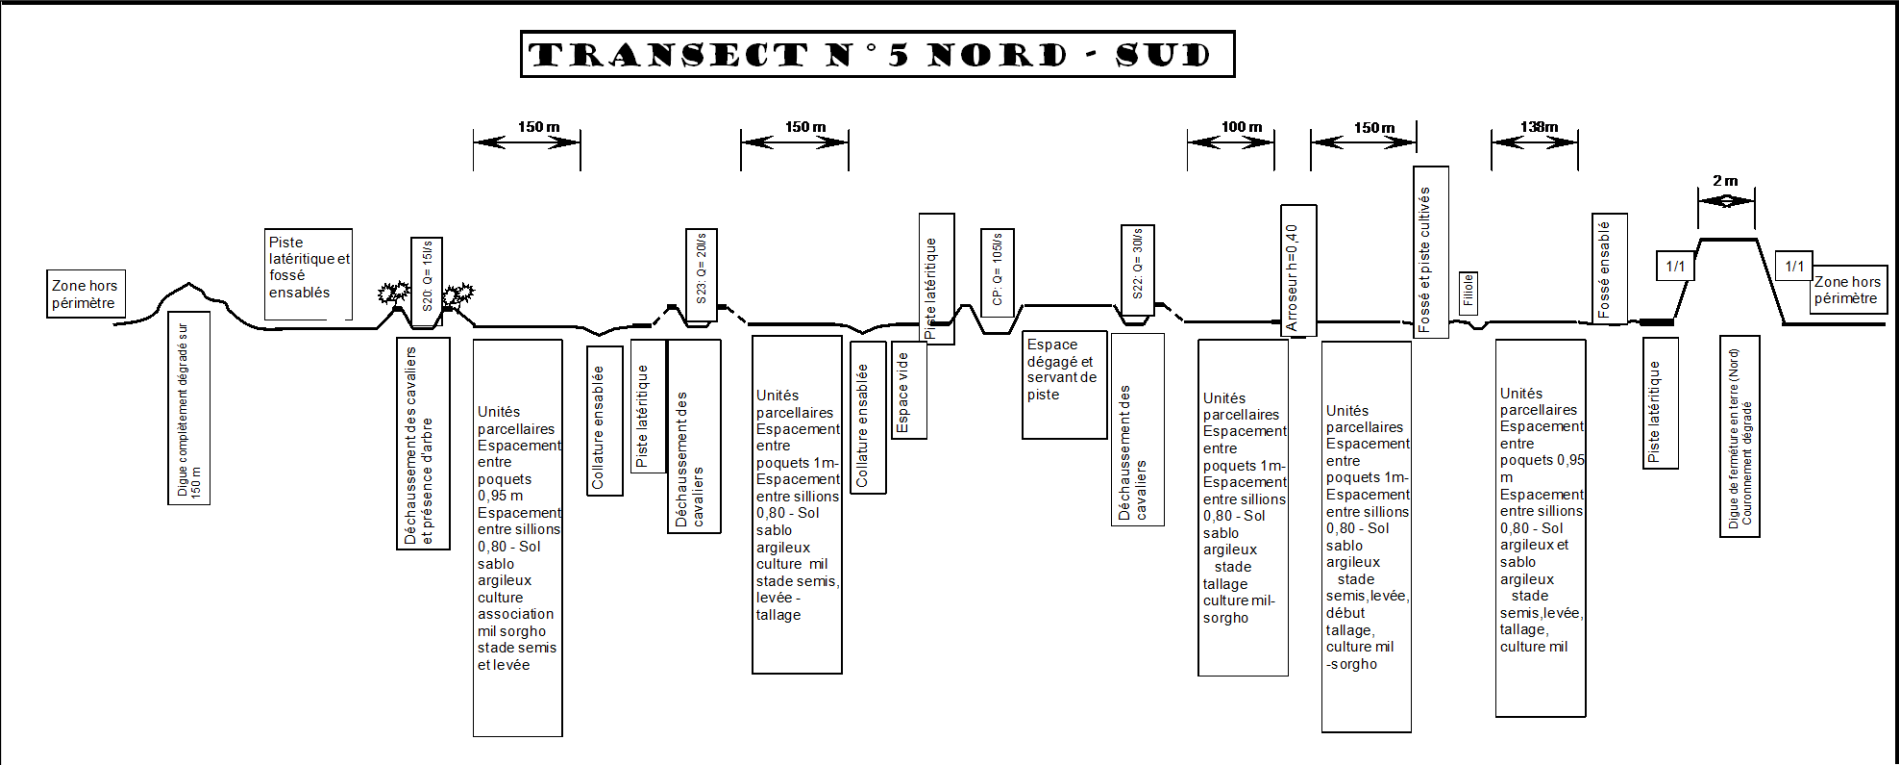 TRANSECT N°5 NORD - SUD
150 m
150 m
100 m
150 m
138m
2 m
Zone hors
périmètre
Digue complètement dégradé sur
150 m
Piste
latéritique et
fossé
ensablés
S20: Q= 15l/s
Déchaussement des cavaliers
et présence d'arbre
Unités
parcellaires
Espacement
entre
poquets
0,95 m
Espacement
entre sillions
0,80 - Sol
sablo
argileux
culture
association
mil sorgho
stade semis
et levée
Collature ensablée
Piste latéritique
S23: Q= 20l/s
Déchaussement des
cavaliers
Unités
parcellaires
Espacement
entre
poquets 1m-
Espacement
entre sillions
0,80 - Sol
sablo
argileux
culture mil
stade semis,
levée -
tallage
Collature ensablée
Espace vide
Piste latéritique
CP: Q= 105l/s
Espace
dégagé et
servant de
piste
S22: Q= 30l/s
Déchaussement des
cavaliers
Unités
parcellaires
Espacement
entre
poquets 1m-
Espacement
entre sillions
0,80 - Sol
sablo
argileux
stade
tallage
culture mil-
sorgho
Arroseur h=0,40
Unités
parcellaires
Espacement
entre
poquets 1m-
Espacement
entre sillions
0,80 - Sol
sablo
argileux
stade
semis,levée,
début
tallage,
culture mil
-sorgho
Fossé et piste cultivés
Filiole
Unités
parcellaires
Espacement
entre
poquets 0,95
m
Espacement
entre sillions
0,80 - Sol
argileux et
sablo
argileux
stade
semis,levée,
tallage,
culture mil
Fossé ensablé
Piste latéritique
1/1
Digue de ferméture en terre (Nord)
Couronnement dégradé
1/1
Zone hors
périmètre